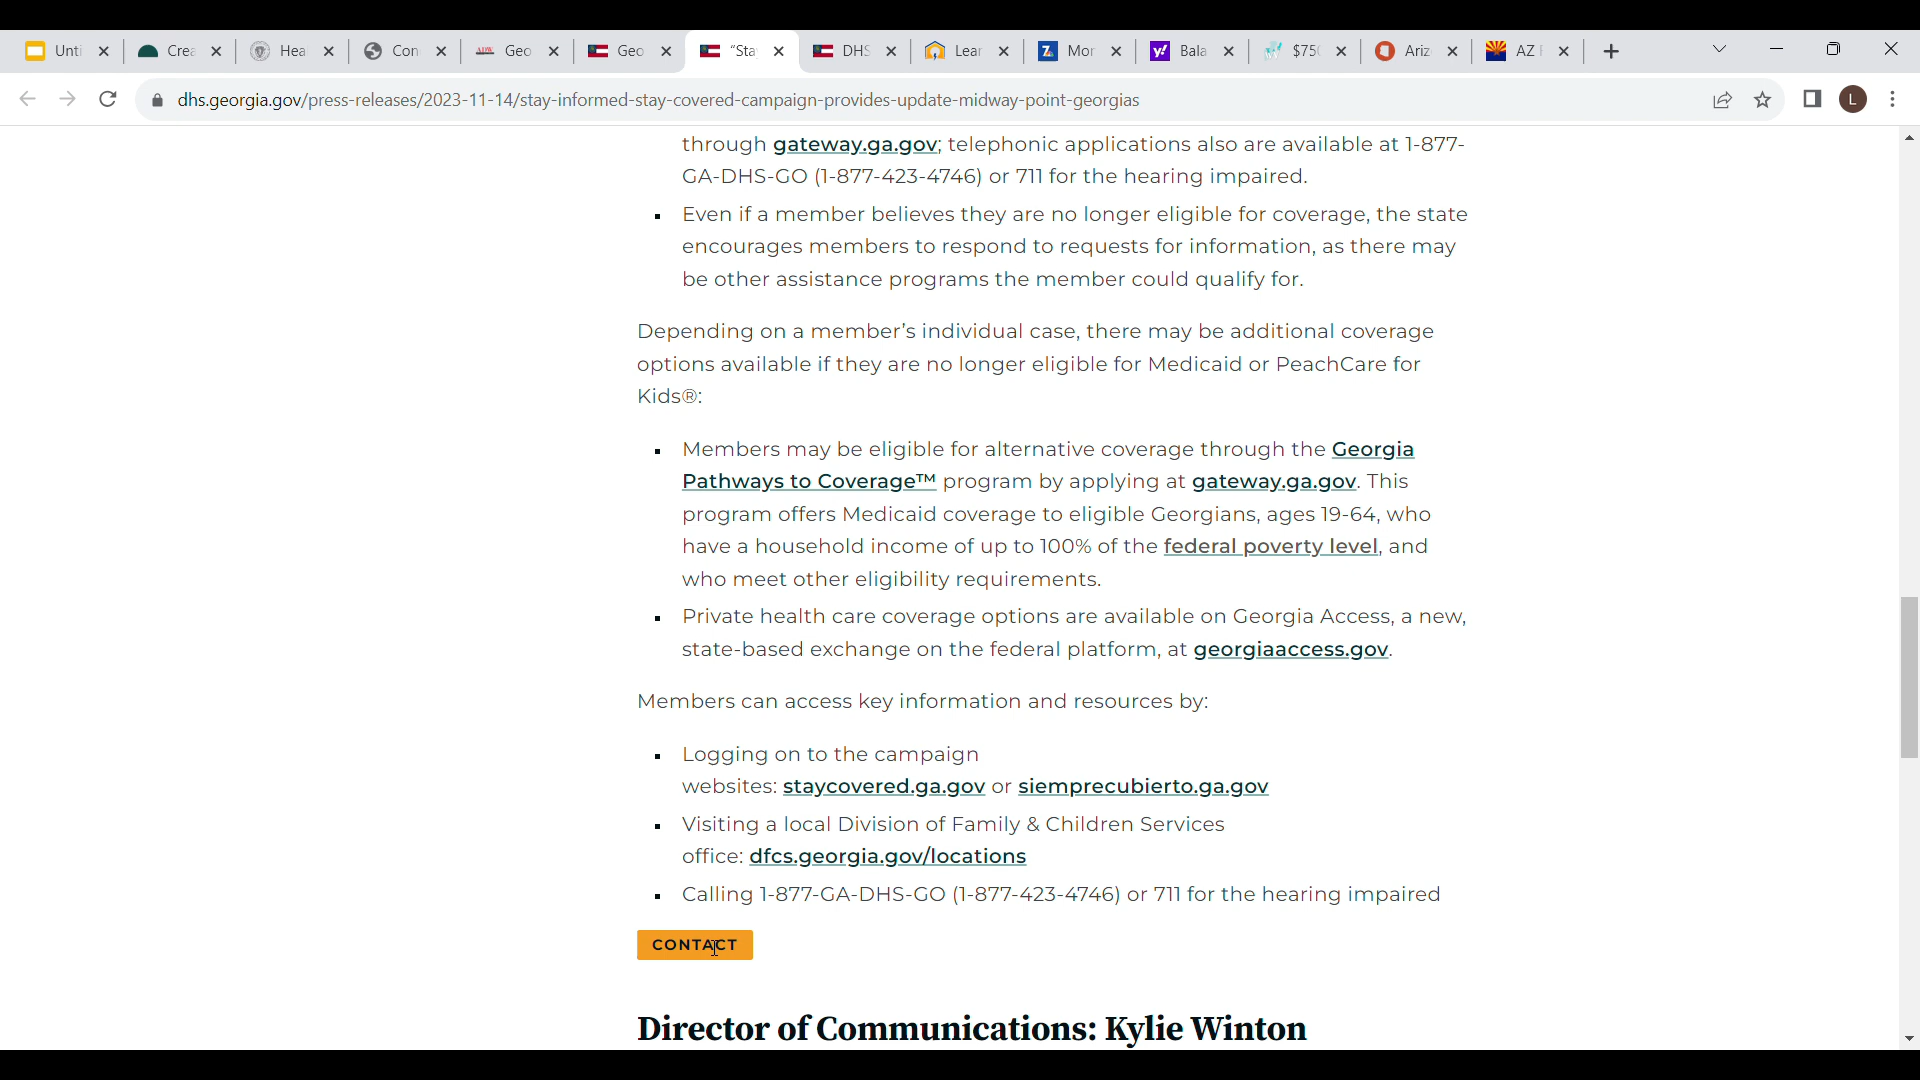 Unti
Crea
Hea
Con
Geo
Geo
"Sta
DHS
Lear
Mor
Bala
$750
Ariz
AZ
dhs.georgia.gov/press-releases/2023-11-14/stay-informed-stay-covered-campaign-provides-update-midway-point-georgias
L
through gateway.ga.gov; telephonic applications also are available at 1-877-
GA-DHS-GO (1-877-423-4746) or 711 for the hearing impaired.
▪ Even if a member believes they are no longer eligible for coverage, the state
encourages members to respond to requests for information, as there may
be other assistance programs the member could qualify for.
Depending on a member’s individual case, there may be additional coverage
options available if they are no longer eligible for Medicaid or PeachCare for
Kids®:
▪ Members may be eligible for alternative coverage through the Georgia
Pathways to Coverage™ program by applying at gateway.ga.gov. This
program offers Medicaid coverage to eligible Georgians, ages 19-64, who
have a household income of up to 100% of the federal poverty level, and
who meet other eligibility requirements.
▪ Private health care coverage options are available on Georgia Access, a new,
state-based exchange on the federal platform, at georgiaaccess.gov.
Members can access key information and resources by:
▪ Logging on to the campaign
websites: staycovered.ga.gov or siemprecubierto.ga.gov
▪ Visiting a local Division of Family & Children Services
office: dfcs.georgia.gov/locations
▪ Calling 1-877-GA-DHS-GO (1-877-423-4746) or 711 for the hearing impaired
CONTACT
Director of Communications: Kylie Winton